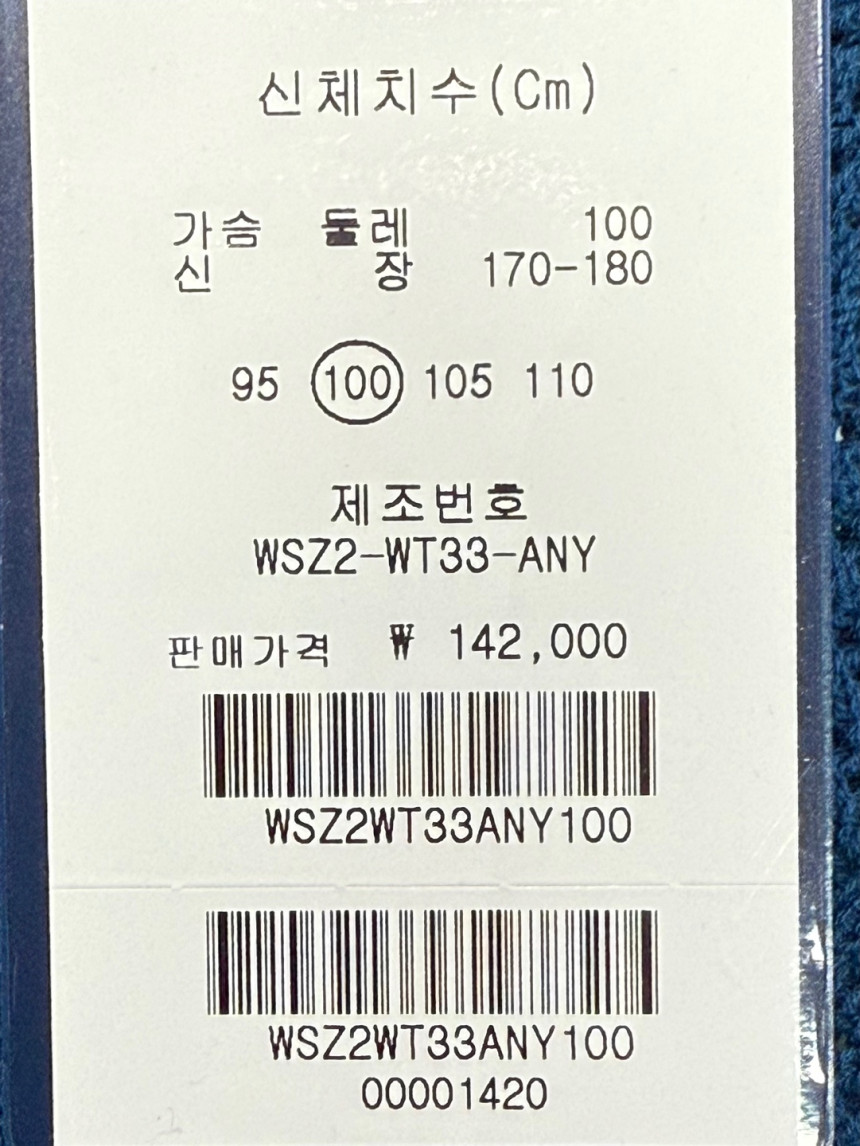 신체치수(Cm)
가슴 둘레 100
신 장 170-180
95 100 105 110
제조번호
WSZ2-WT33-ANY
판매가격 ₩ 142,000
WSZ2WT33ANY100
WSZ2WT33ANY100
00001420